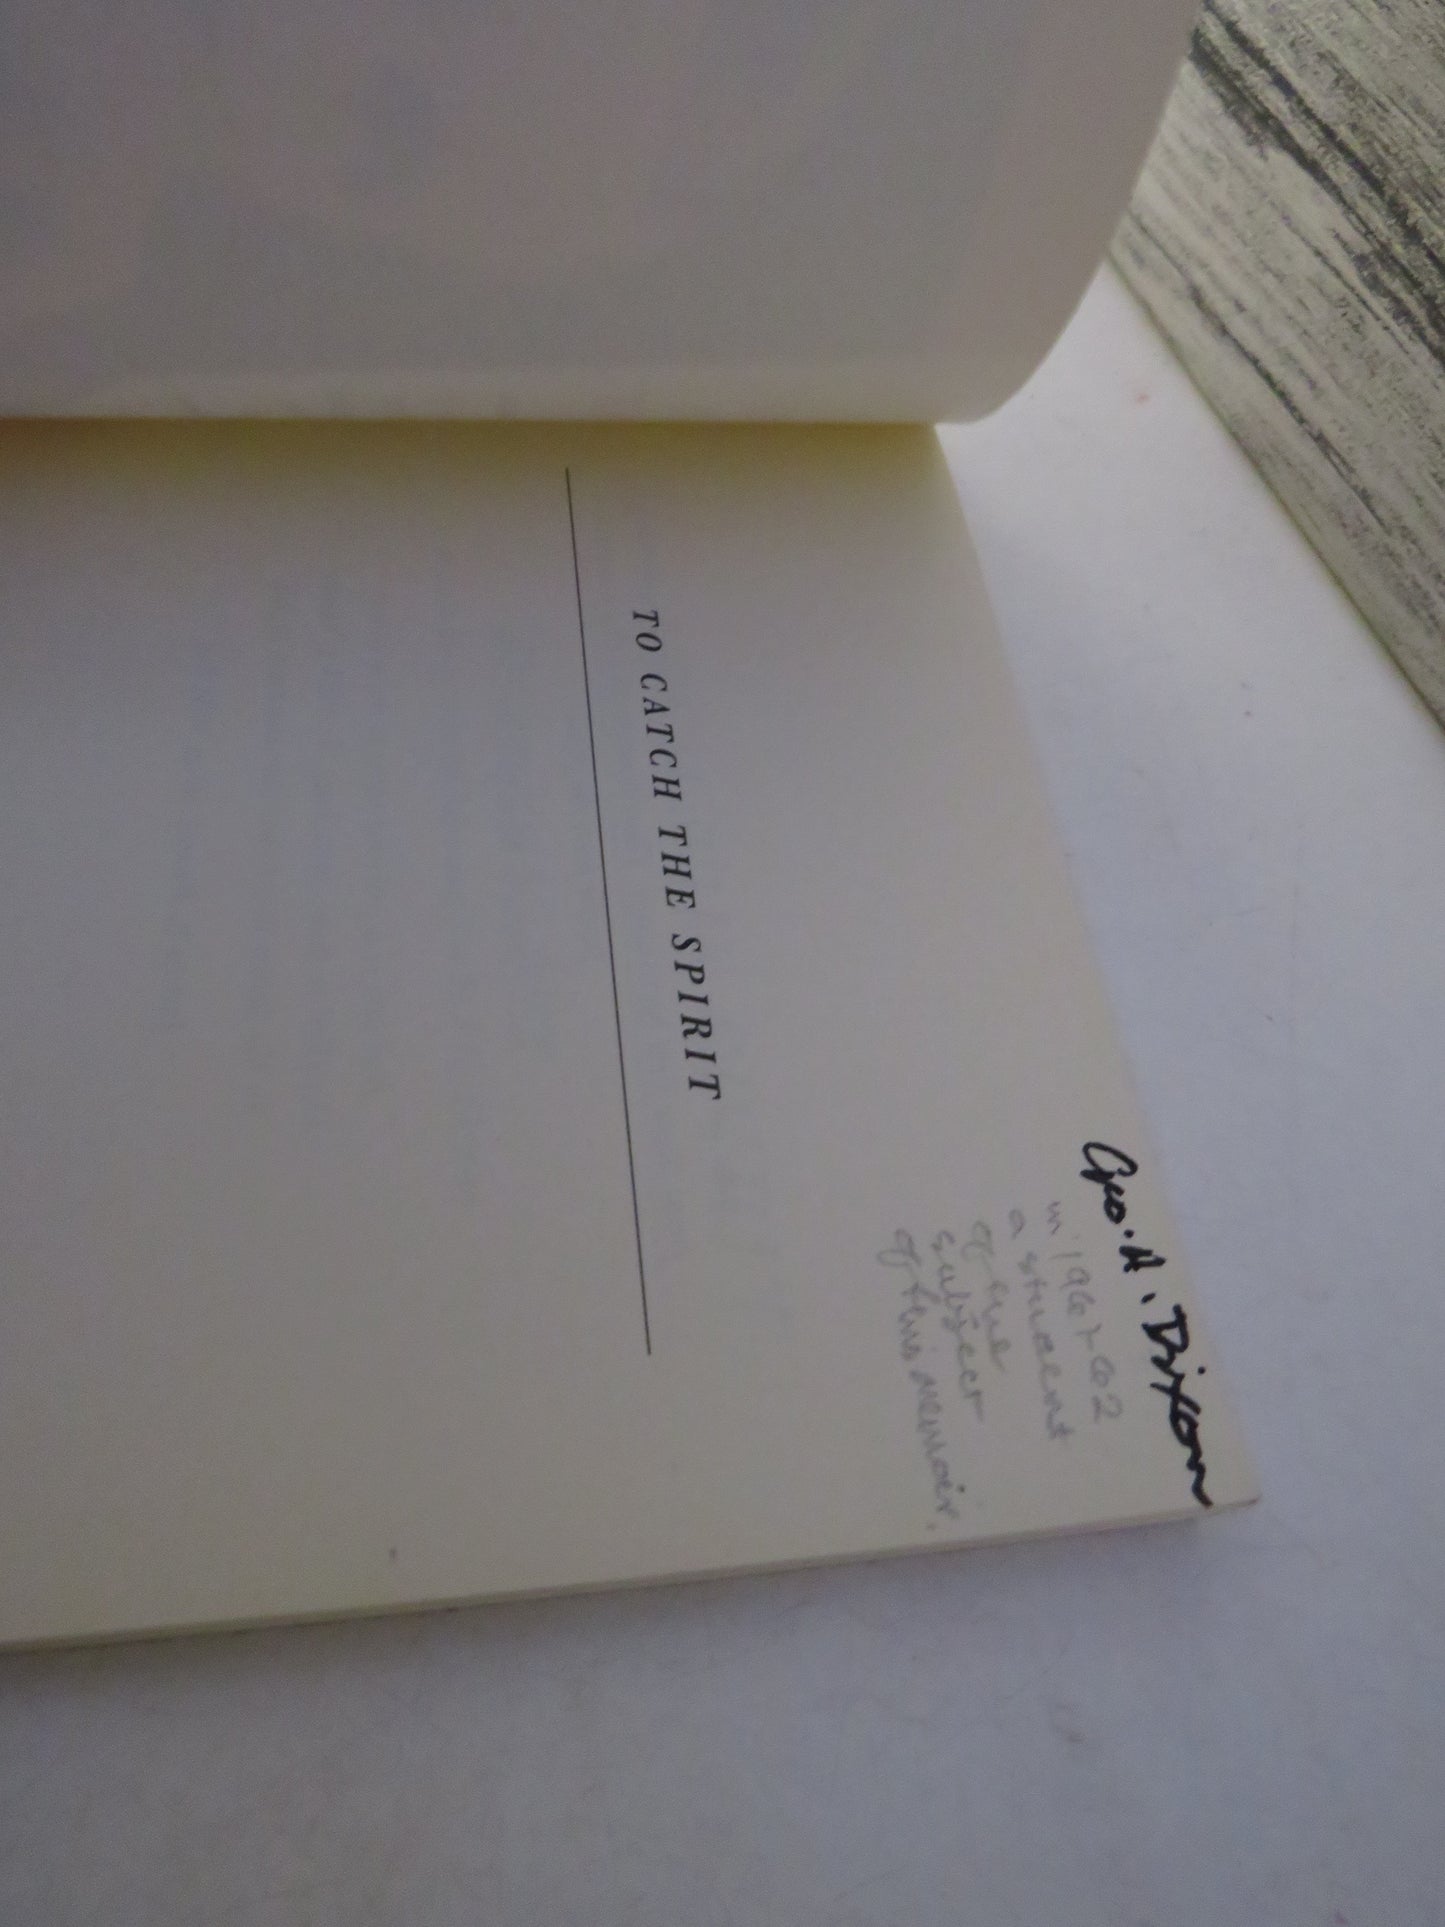 Geo. A. Dixon
in 1961-62
a student
of the
subject
of this memoir.
TO CATCH THE SPIRIT